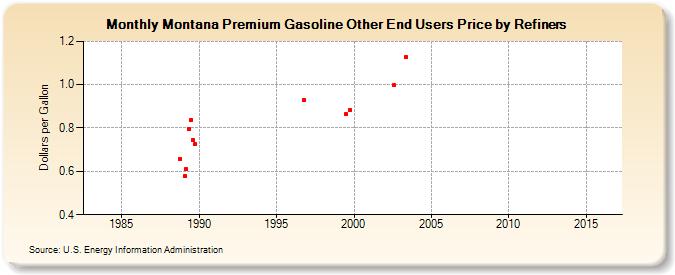 Monthly Montana Premium Gasoline Other End Users Price by Refiners
Dollars per Gallon
1.2
1.0
0.8
0.6
0.4
1985 1990 1995 2000 2005 2010 2015
Source: U.S. Energy Information Administration